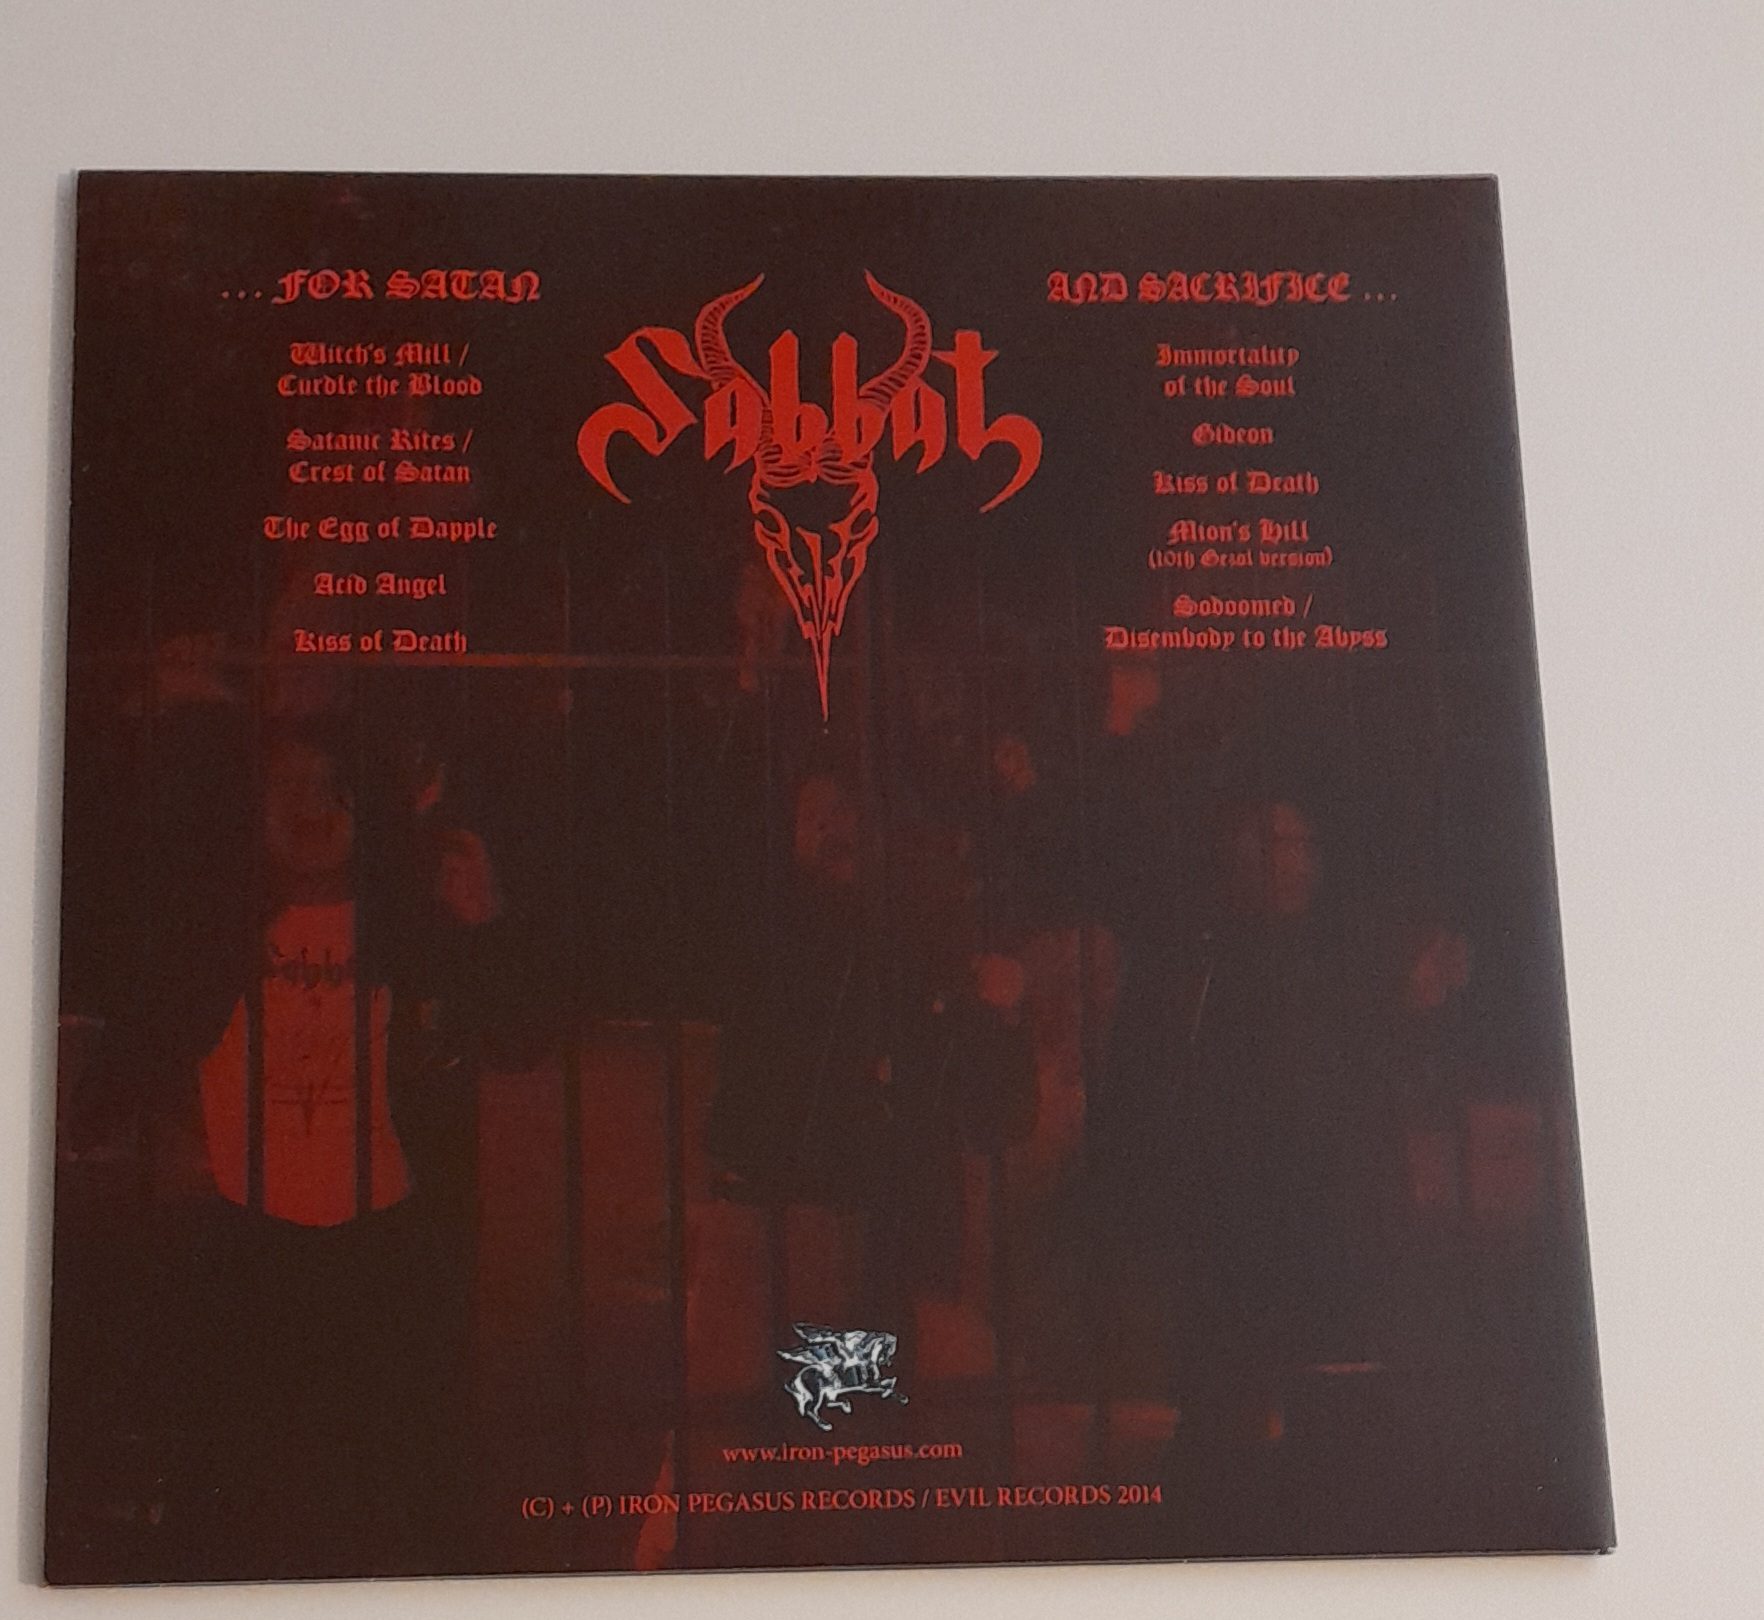 ... FOR SATAN
Witch's Mill /
Curdle the Blood
Satanic Rites /
Crest of Satan
The Egg of Dapple
Acid Angel
Kiss of Death
Sabbat
AND SACRIFICE ...
Immortality
of the Soul
Gideon
Kiss of Death
Mion's Hill
(10th Gezol version)
Sodoomed /
Disembody to the Abyss
Sabba
www.iron-pegasus.com
(C) + (P) IRON PEGASUS RECORDS / EVIL RECORDS 2014